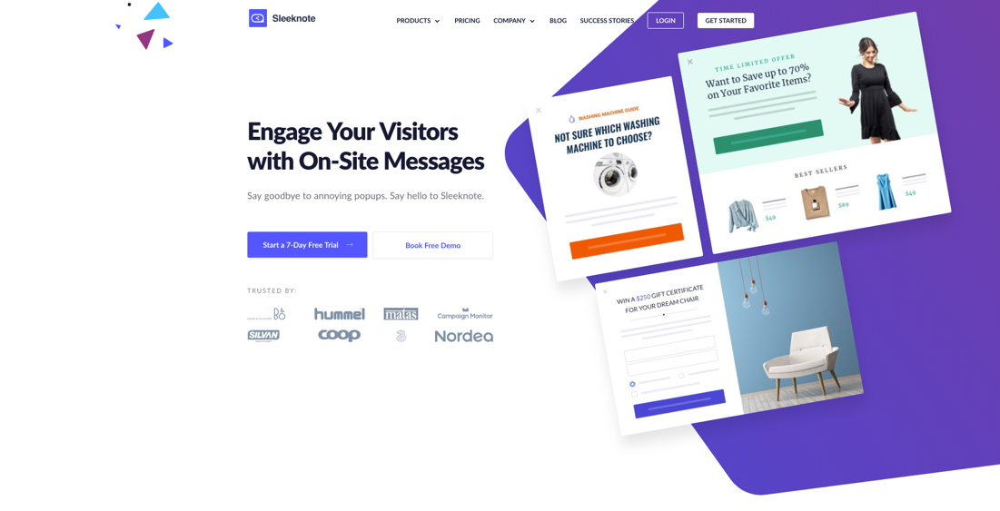 Sleeknote
PRODUCTS PRICING COMPANY BLOG SUCCESS STORIES LOGIN GET STARTED
Engage Your Visitors
with On-Site Messages
Say goodbye to annoying popups. Say hello to Sleeknote.
Start a 7-Day Free Trial → Book Free Demo
TRUSTED BY:
BANG & OLUFSEN B&O hummel matas Campaign Monitor
SILVAN coop 3 Nordea
WASHING MACHINE GUIDE
NOT SURE WHICH WASHING
MACHINE TO CHOOSE?
TIME LIMITED OFFER
Want to Save up to 70%
on Your Favorite Items?
BEST SELLERS
$49 $89 $49
WIN A $250 GIFT CERTIFICATE
FOR YOUR DREAM CHAIR